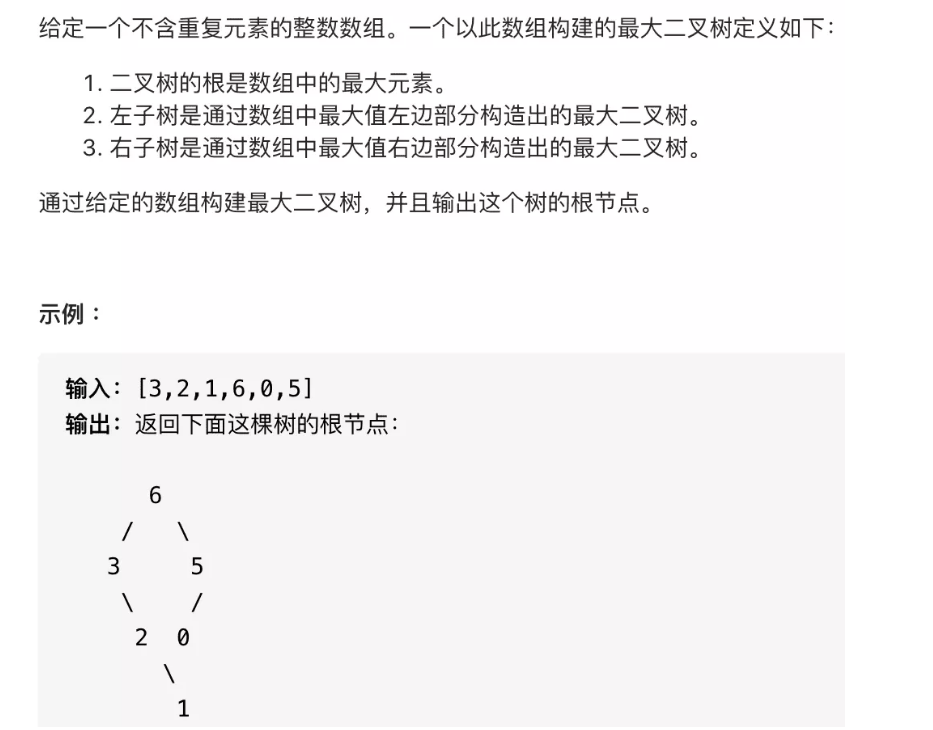 给定一个不含重复元素的整数数组。一个以此数组构建的最大二叉树定义如下：
1. 二叉树的根是数组中的最大元素。
2. 左子树是通过数组中最大值左边部分构造出的最大二叉树。
3. 右子树是通过数组中最大值右边部分构造出的最大二叉树。
通过给定的数组构建最大二叉树，并且输出这个树的根节点。
示例：
输入：[3,2,1,6,0,5]
输出：返回下面这棵树的根节点：
6
/ \
3 5
\ /
2 0
\
1